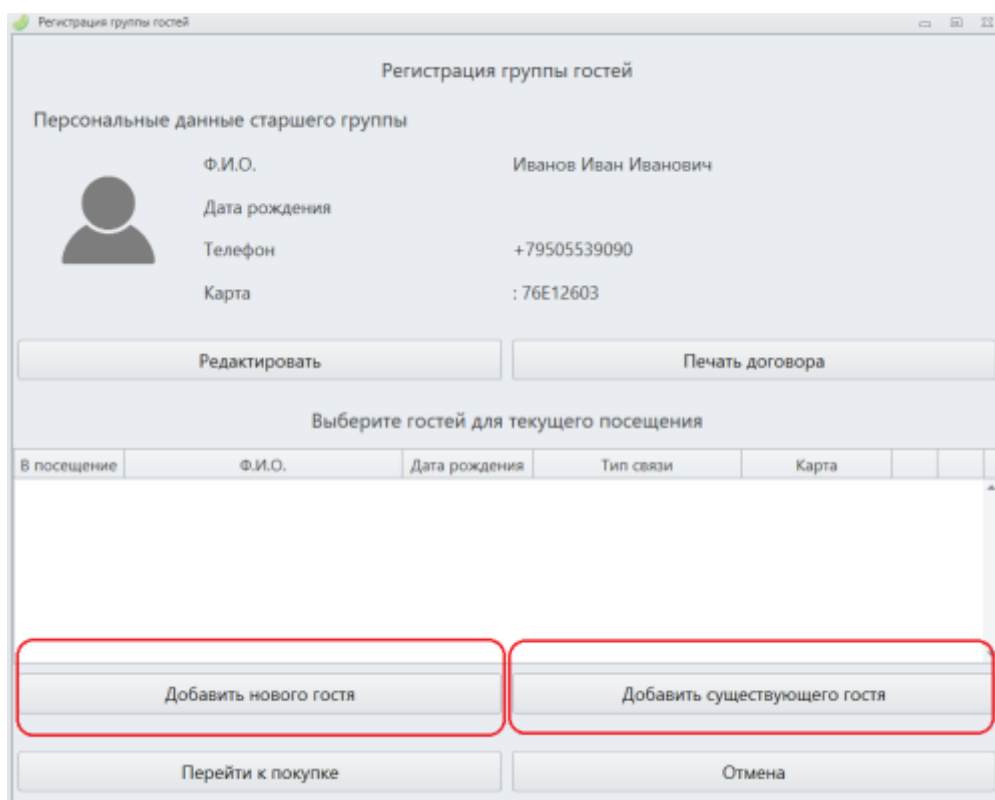 Регистрация группы гостей
Регистрация группы гостей
Персональные данные старшего группы
Ф.И.О. Иванов Иван Иванович
Дата рождения
Телефон +79505539090
Карта : 76E12603
Редактировать Печать договора
Выберите гостей для текущего посещения
В посещение Ф.И.О. Дата рождения Тип связи Карта
Добавить нового гостя Добавить существующего гостя
Перейти к покупке Отмена